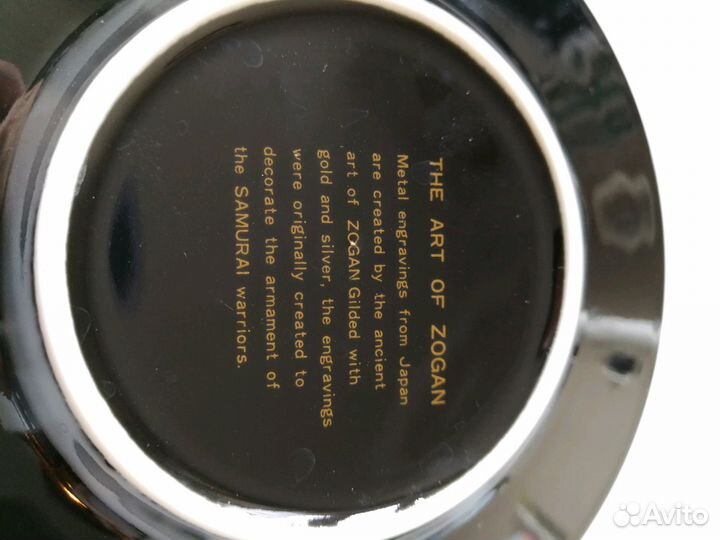 THE ART OF ZOGAN
Metal engravings from Japan
are created by the ancient
art of ZOGAN Gilded with
gold and silver, the engravings
were originally created to
decorate the armament of
the SAMURAI warriors.
Avito